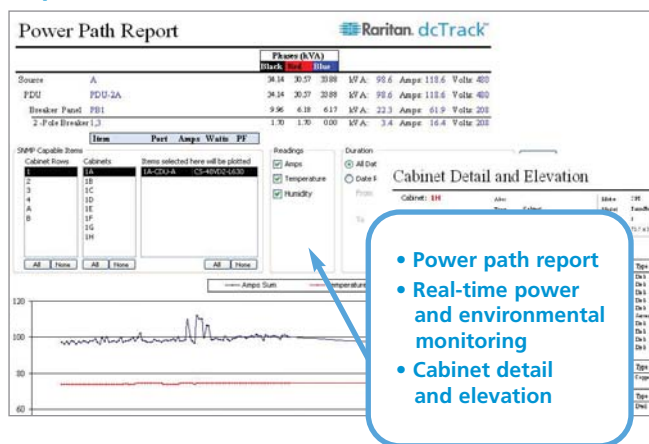 Power Path Report
Raritan. dcTrack
Phases (kVA)
Black Red Blue
Source A 34.14 30.57 33.88 kVA: 98.6 Amps: 118.6 Volts: 480
PDU PDU-2A 34.14 30.57 33.88 kVA: 98.6 Amps: 118.6 Volts: 480
Breaker Panel PB1 9.96 6.18 6.17 kVA: 22.3 Amps: 61.9 Volts: 208
2 -Pole Breaker 1,3 1.70 1.70 0.00 kVA: 3.4 Amps: 16.4 Volts: 208
Item Port Amps Watts PF
SNMP Capable Items
Cabinet Rows Cabinets Items selected here will be plotted
1 1A 1A-CDU-A CS-48VD2-L630
2 1B
3 1C
4 1D
A 1E
B 1F
1G
1H
All None All None All None
Readings
Amps
Temperature
Humidity
Duration
All Dat
Date R
From
To
Cabinet Detail and Elevation
Cabinet: 1H
Type
Type
Type
Amps Sum
120
100
80
60
• Power path report
• Real-time power
and environmental
monitoring
• Cabinet detail
and elevation